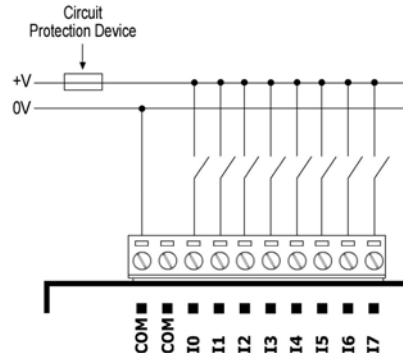 Circuit
Protection Device
+V
0V
COM
COM
I0
I1
I2
I3
I4
I5
I6
I7